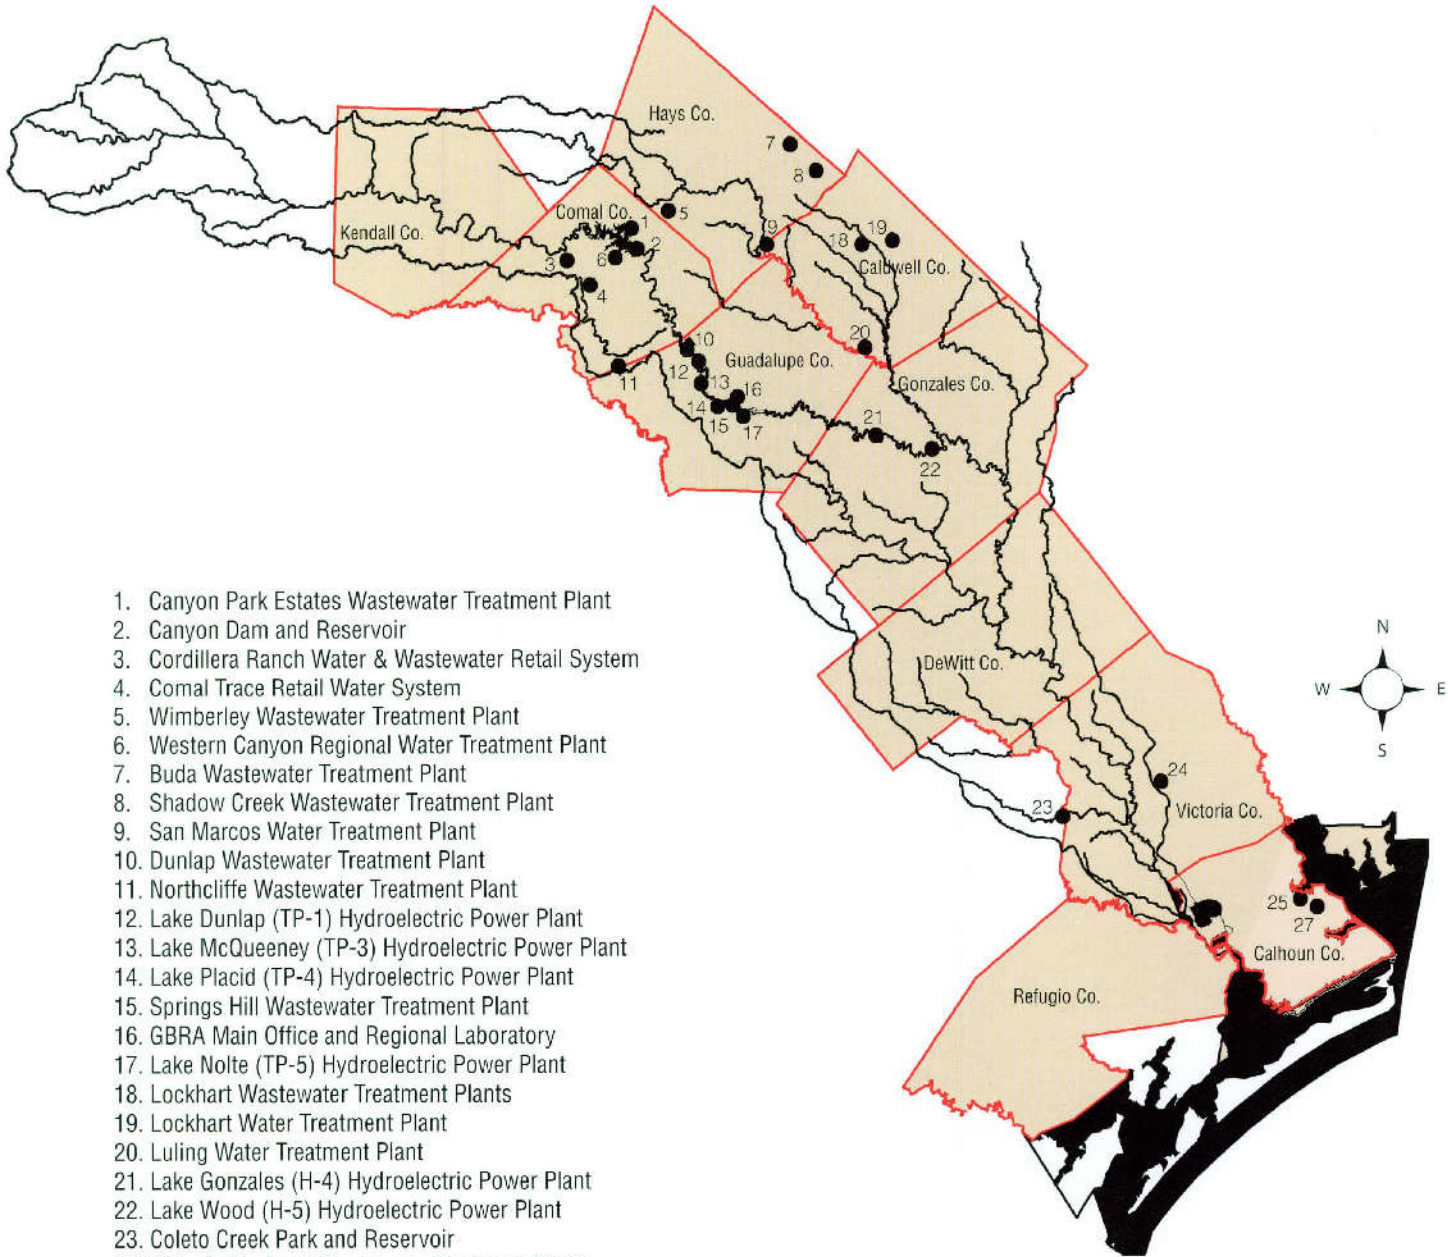 Hays Co.
7
8
Comal Co.
1
5
Kendall Co.
2
3
6
4
9
18
19
Caldwell Co.
10
20
11
12
Guadalupe Co.
13
16
Gonzales Co.
14
15
17
21
22
1. Canyon Park Estates Wastewater Treatment Plant
2. Canyon Dam and Reservoir
3. Cordillera Ranch Water & Wastewater Retail System
4. Comal Trace Retail Water System
5. Wimberley Wastewater Treatment Plant
6. Western Canyon Regional Water Treatment Plant
7. Buda Wastewater Treatment Plant
8. Shadow Creek Wastewater Treatment Plant
9. San Marcos Water Treatment Plant
10. Dunlap Wastewater Treatment Plant
11. Northcliffe Wastewater Treatment Plant
12. Lake Dunlap (TP-1) Hydroelectric Power Plant
13. Lake McQueeney (TP-3) Hydroelectric Power Plant
14. Lake Placid (TP-4) Hydroelectric Power Plant
15. Springs Hill Wastewater Treatment Plant
16. GBRA Main Office and Regional Laboratory
17. Lake Nolte (TP-5) Hydroelectric Power Plant
18. Lockhart Wastewater Treatment Plants
19. Lockhart Water Treatment Plant
20. Luling Water Treatment Plant
21. Lake Gonzales (H-4) Hydroelectric Power Plant
22. Lake Wood (H-5) Hydroelectric Power Plant
23. Coleto Creek Park and Reservoir
DeWitt Co.
N
W E
S
24
23
Victoria Co.
25
27
Calhoun Co.
Refugio Co.